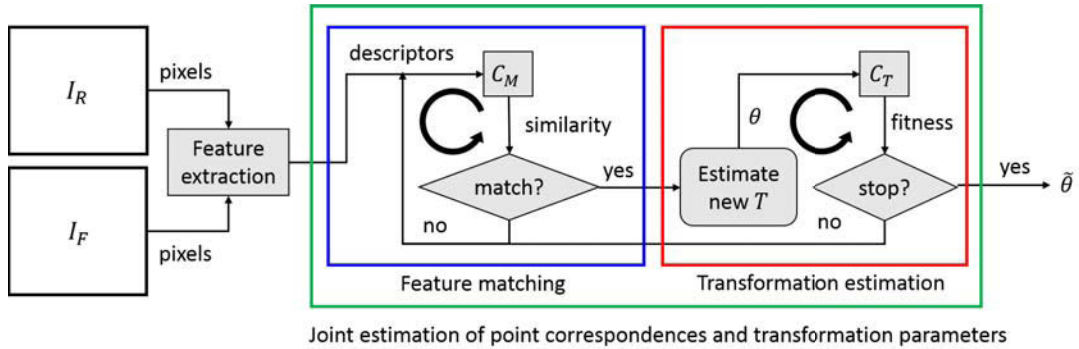 I_R
pixels
Feature
extraction
I_F
pixels
descriptors
C_M
similarity
match?
yes
no
Feature matching
θ
C_T
fitness
Estimate
new T
stop?
yes
θ̃
no
Transformation estimation
Joint estimation of point correspondences and transformation parameters